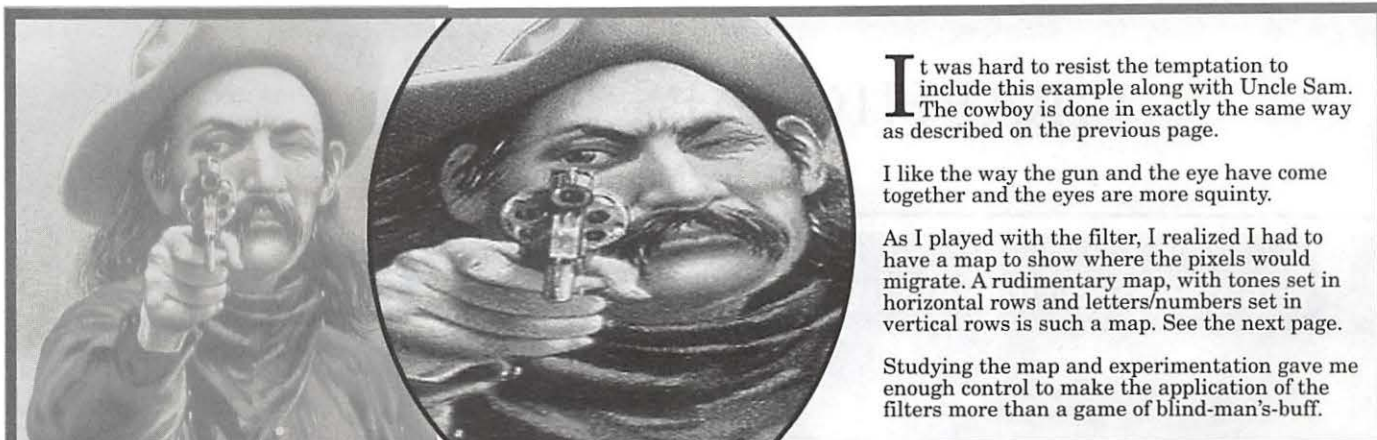 It was hard to resist the temptation to
include this example along with Uncle Sam.
The cowboy is done in exactly the same way
as described on the previous page.
I like the way the gun and the eye have come
together and the eyes are more squinty.
As I played with the filter, I realized I had to
have a map to show where the pixels would
migrate. A rudimentary map, with tones set in
horizontal rows and letters/numbers set in
vertical rows is such a map. See the next page.
Studying the map and experimentation gave me
enough control to make the application of the
filters more than a game of blind-man's-buff.